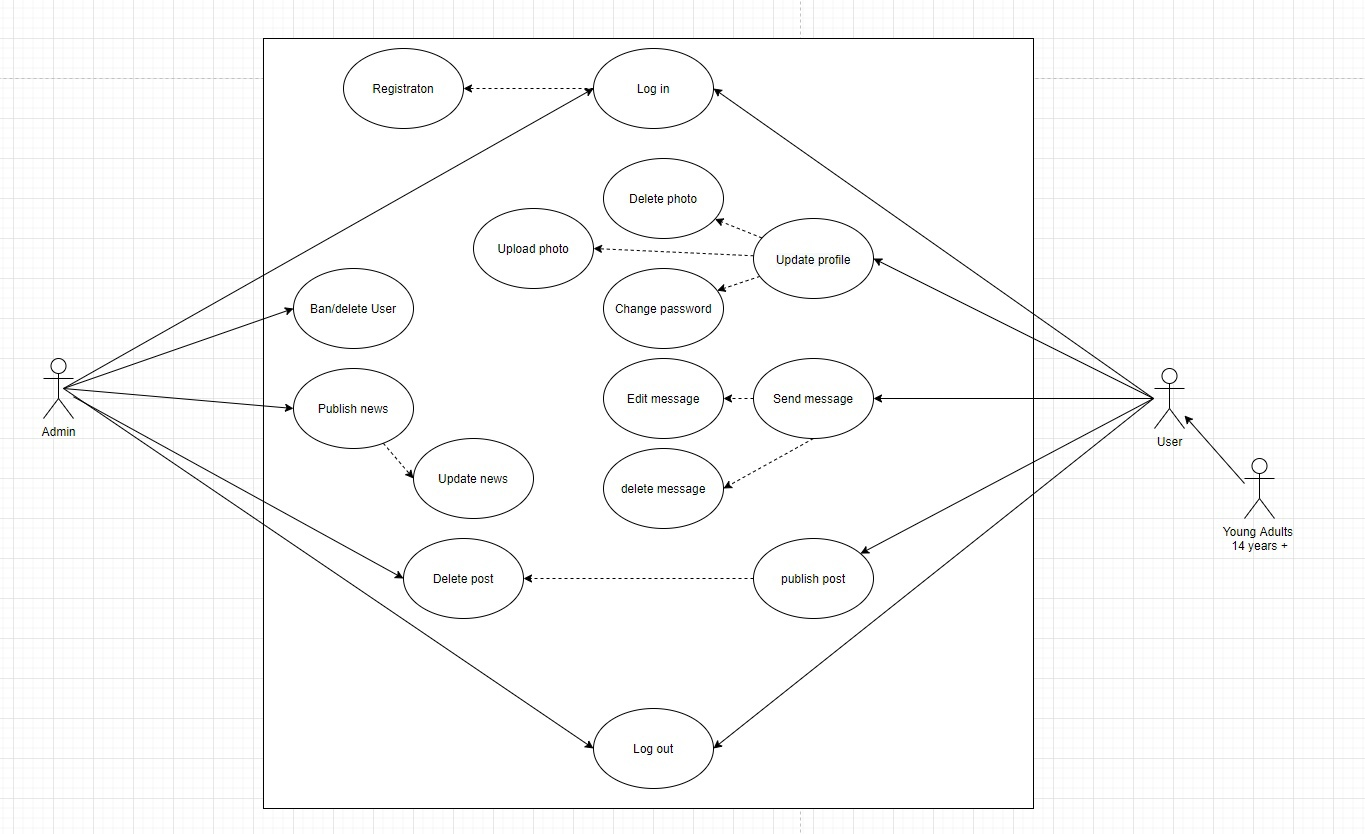 Registraton
Log in
Delete photo
Upload photo
Update profile
Change password
Ban/delete User
Edit message
Send message
Publish news
Admin
User
Update news
delete message
Young Adults
14 years +
Delete post
publish post
Log out